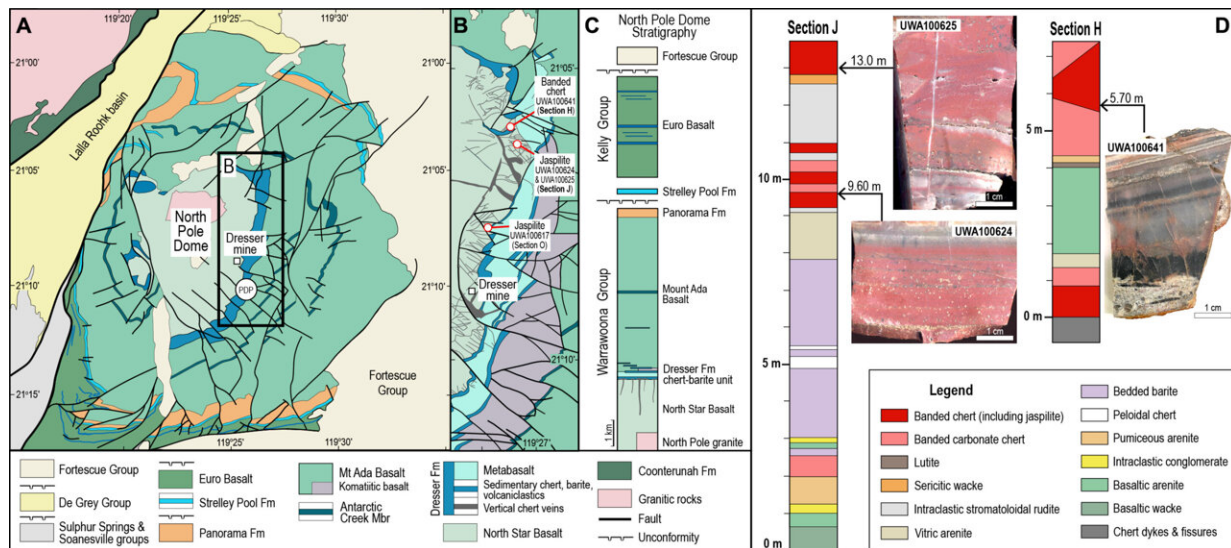 A
119°20'
119°25'
119°30'
21°00'
Lalla Rookh basin
21°05'
B
North
Pole
Dome
Dresser
mine
PDP
21°10'
21°15'
Fortescue
Group
119°25'
119°30'
B
21°05'
Banded
chert
UWA100641
(Section H)
Jaspilite
UWA100624
& UWA100625
(Section J)
Jaspilite
UWA100617
(Section O)
Dresser
mine
21°10'
119°27'
C
North Pole Dome
Stratigraphy
Fortescue Group
Kelly Group
Euro Basalt
Strelley Pool Fm
Panorama Fm
Warrawoona Group
Mount Ada
Basalt
Dresser Fm
chert-barite unit
North Star Basalt
1 km
North Pole granite
Fortescue Group
De Grey Group
Sulphur Springs &
Soanesville groups
Euro Basalt
Strelley Pool Fm
Panorama Fm
Mt Ada Basalt
Komatiitic basalt
Antarctic
Creek Mbr
Dresser Fm
Metabasalt
Sedimentary chert, barite,
volcaniclastics
Vertical chert veins
North Star Basalt
Coonterunah Fm
Granitic rocks
Fault
Unconformity
D
Section J
13.0 m
10 m
9.60 m
5 m
0 m
UWA100625
1 cm
UWA100624
1 cm
Section H
5.70 m
5 m
0 m
UWA100641
1 cm
Legend
Banded chert (including jaspilite)
Banded carbonate chert
Lutite
Sericitic wacke
Intraclastic stromatoloidal rudite
Vitric arenite
Bedded barite
Peloidal chert
Pumiceous arenite
Intraclastic conglomerate
Basaltic arenite
Basaltic wacke
Chert dykes & fissures